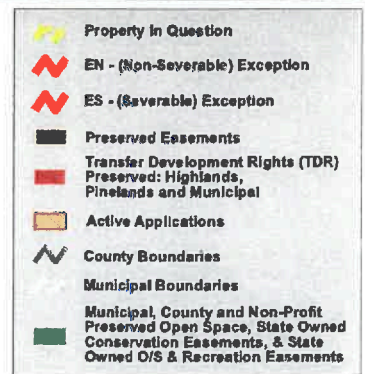 Property In Question
EN - (Non-Severable) Exception
ES - (Severable) Exception
Preserved Easements
Transfer Development Rights (TDR)
Preserved: Highlands,
Pinelands and Municipal
Active Applications
County Boundaries
Municipal Boundaries
Municipal, County and Non-Profit
Preserved Open Space, State Owned
Conservation Easements, & State
Owned O/S & Recreation Easements